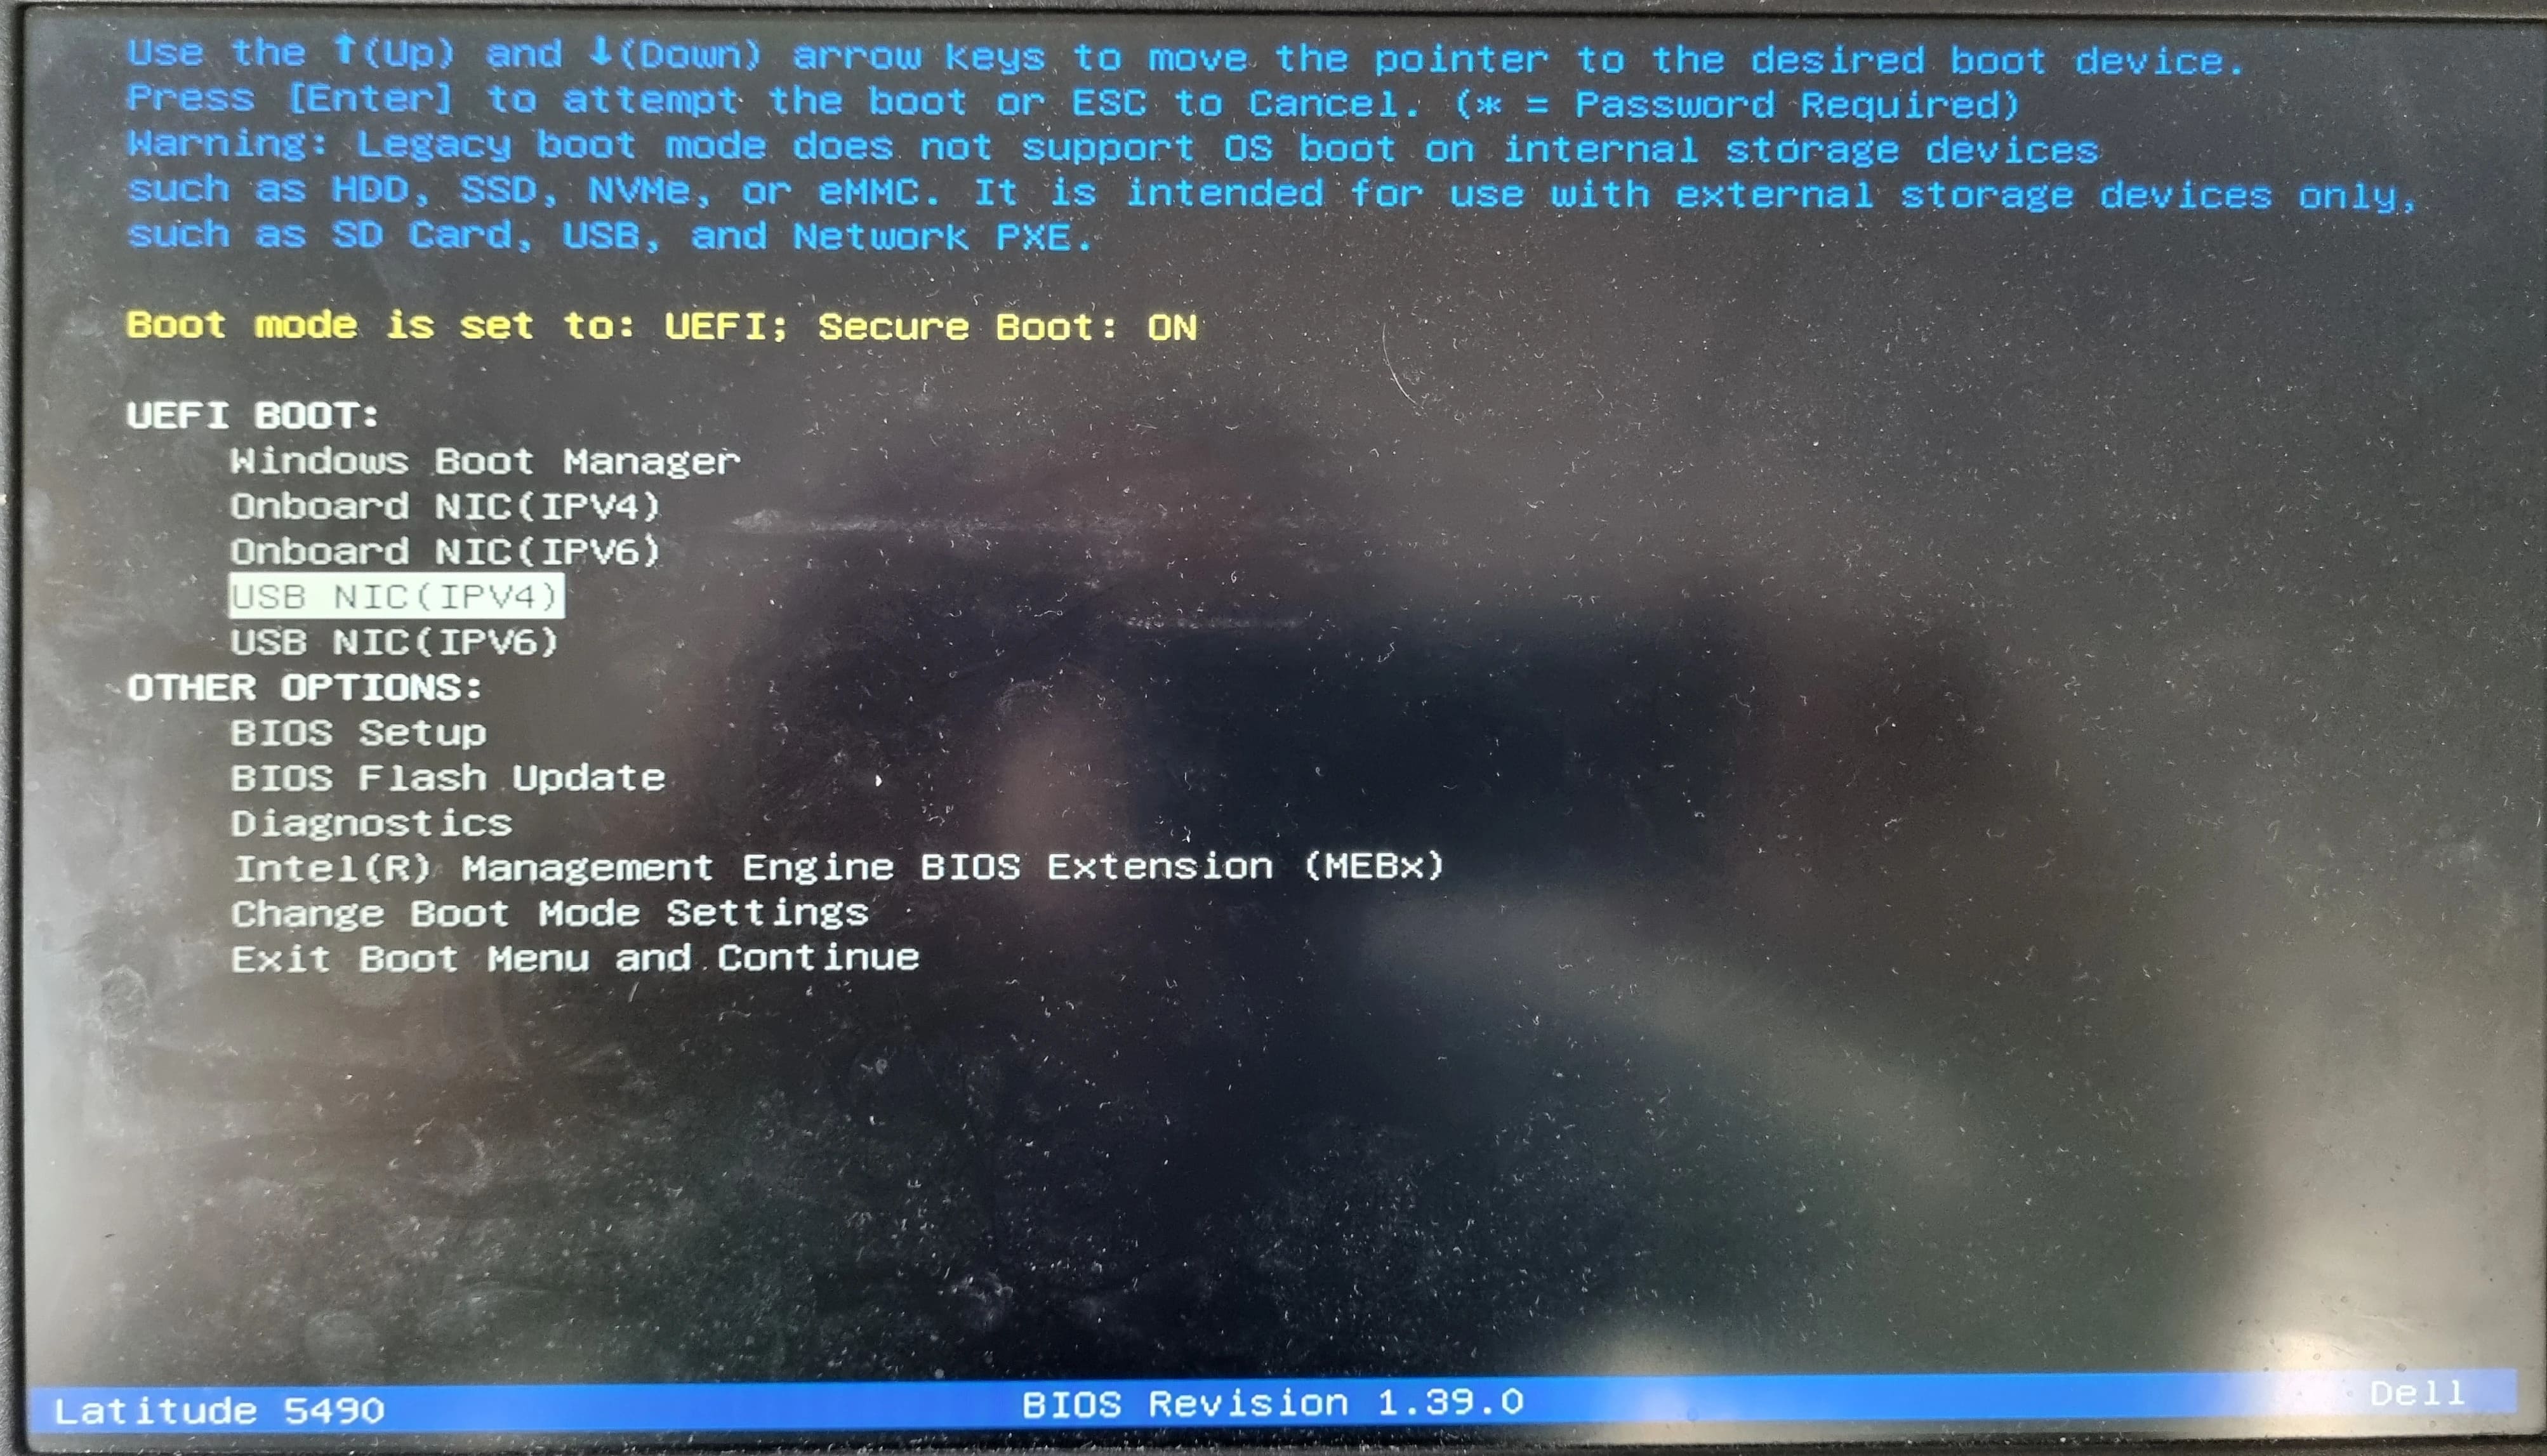 Use the ↑(Up) and ↓(Down) arrow keys to move the pointer to the desired boot device.
Press [Enter] to attempt the boot or ESC to Cancel. (* = Password Required)
Warning: Legacy boot mode does not support OS boot on internal storage devices
such as HDD, SSD, NVMe, or eMMC. It is intended for use with external storage devices only,
such as SD Card, USB, and Network PXE.
Boot mode is set to: UEFI; Secure Boot: ON
UEFI BOOT:
Windows Boot Manager
Onboard NIC(IPV4)
Onboard NIC(IPV6)
USB NIC(IPV4)
USB NIC(IPV6)
OTHER OPTIONS:
BIOS Setup
BIOS Flash Update
Diagnostics
Intel(R) Management Engine BIOS Extension (MEBx)
Change Boot Mode Settings
Exit Boot Menu and Continue
Latitude 5490 BIOS Revision 1.39.0 Dell